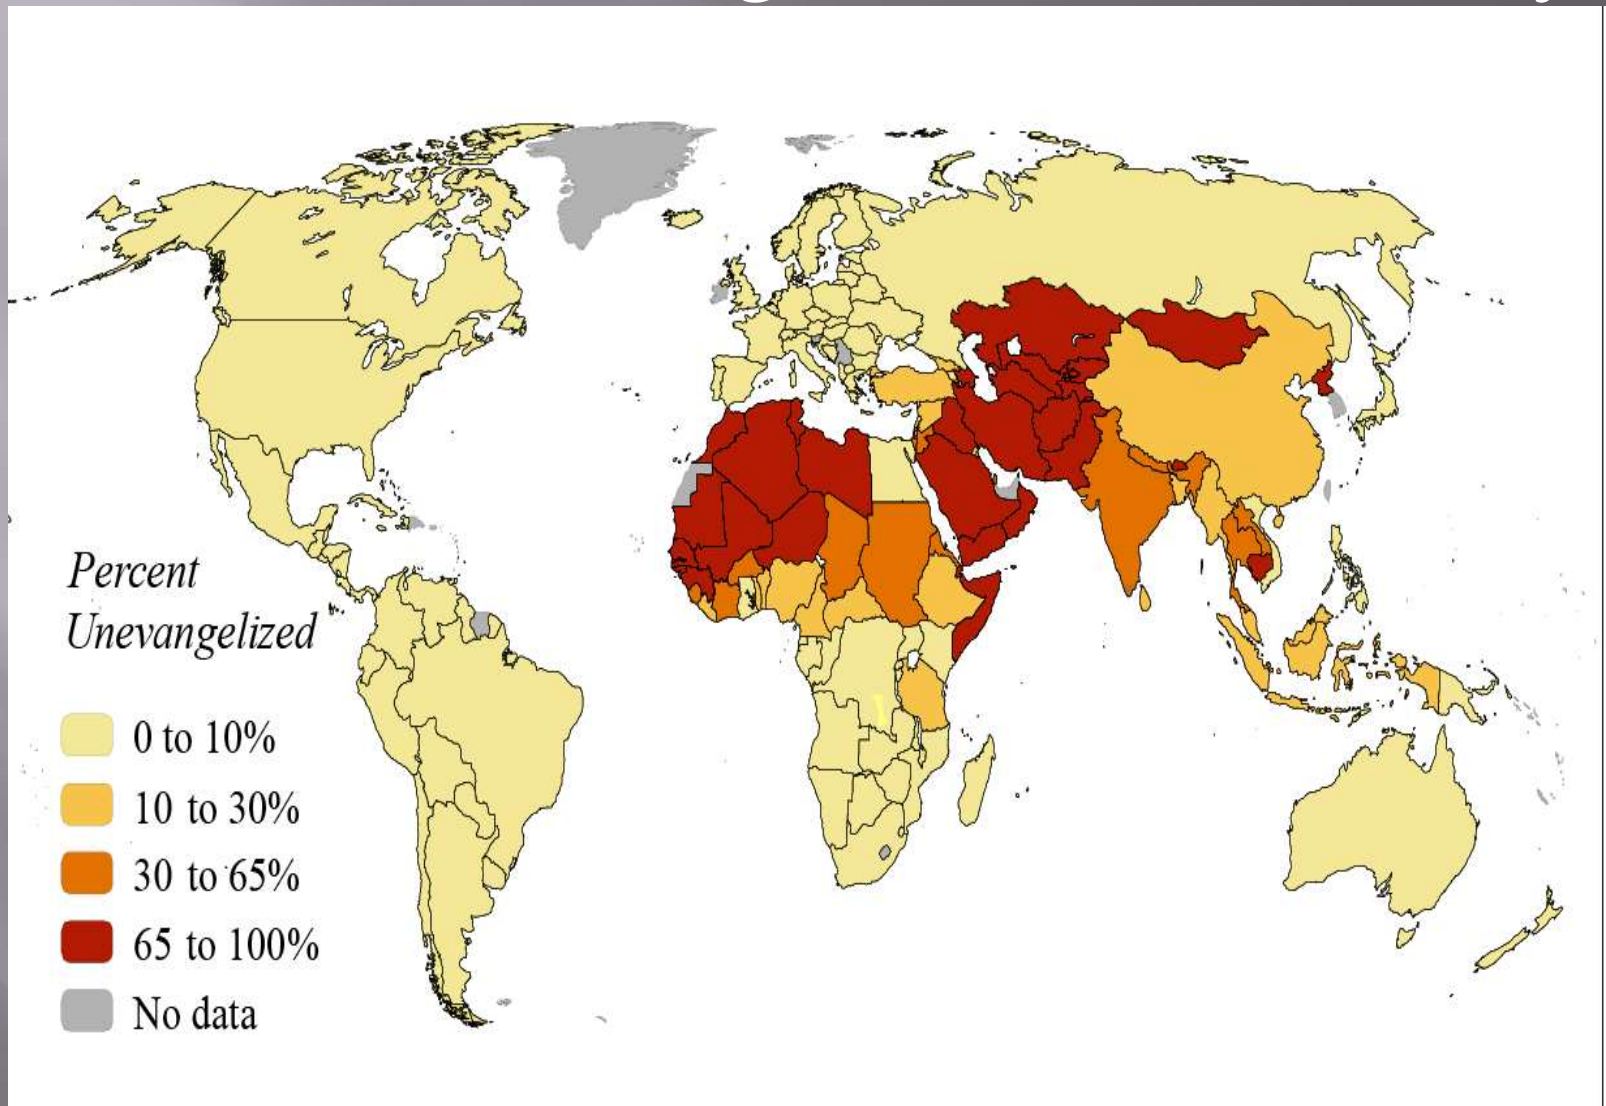 Percent
Unevangelized
0 to 10%
10 to 30%
30 to 65%
65 to 100%
No data